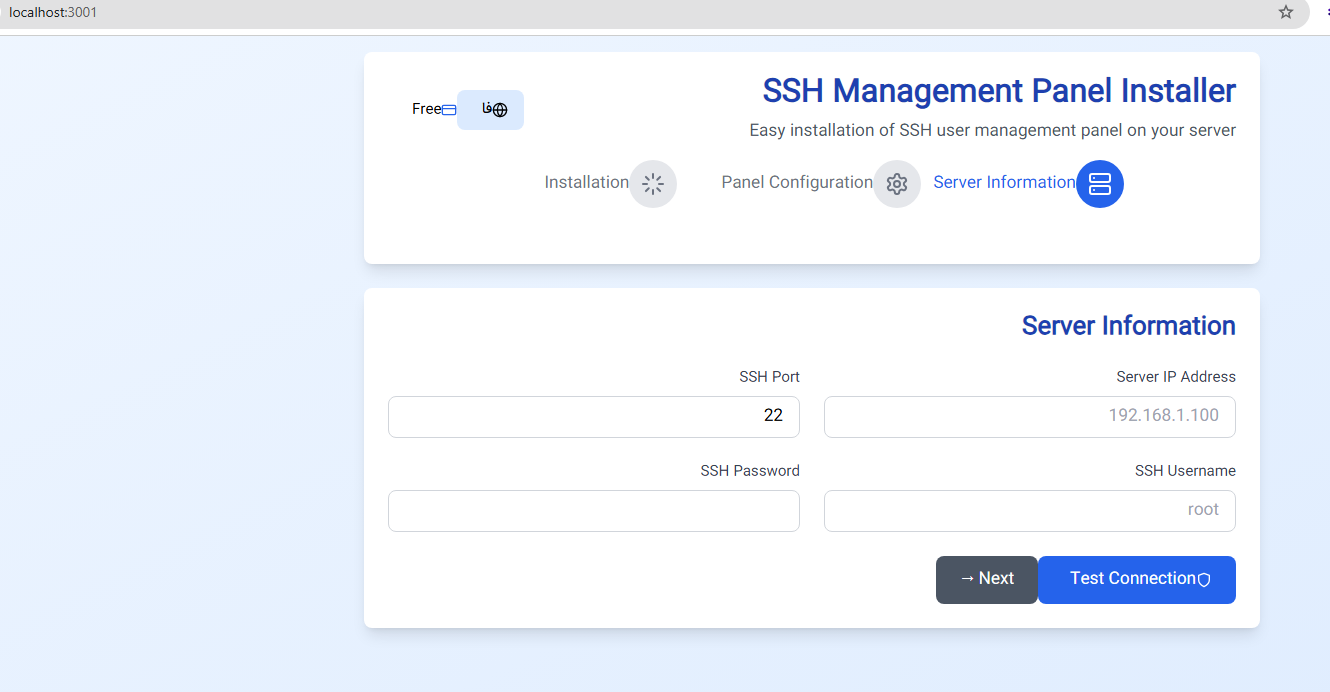 localhost:3001
SSH Management Panel Installer
Free
فا
Easy installation of SSH user management panel on your server
Server Information
Panel Configuration
Installation
Server Information
Server IP Address
SSH Port
192.168.1.100
22
SSH Username
SSH Password
root
Test Connection
→ Next